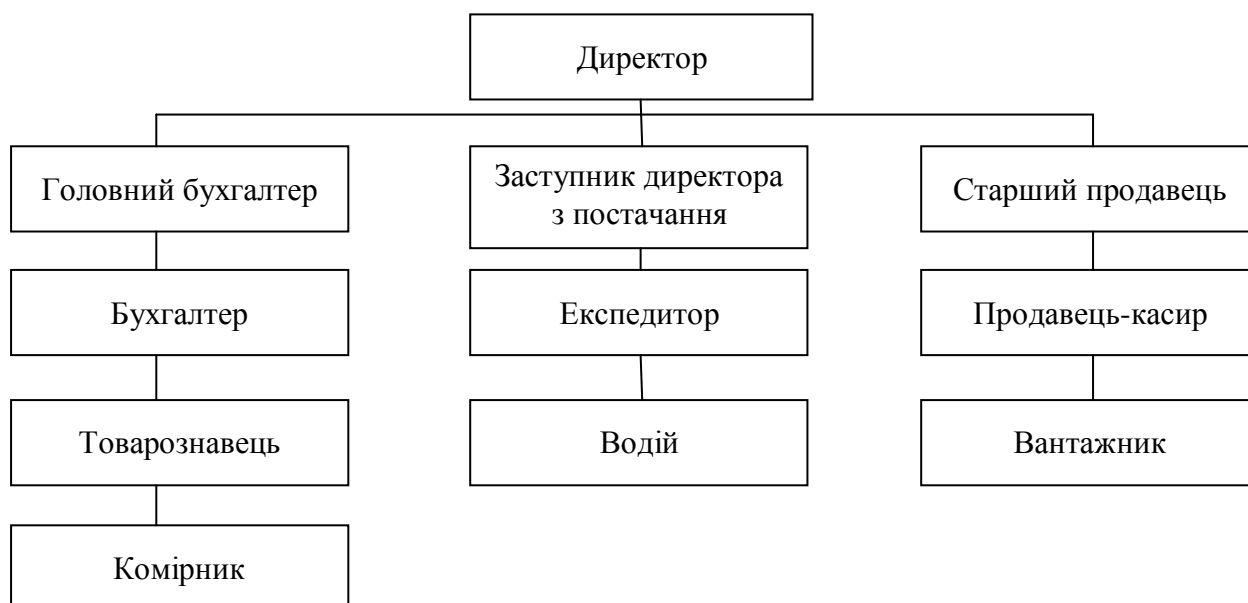 Директор
Головний бухгалтер
Заступник директора
з постачання
Старший продавець
Бухгалтер
Експедитор
Продавець-касир
Товарознавець
Водій
Вантажник
Комірник